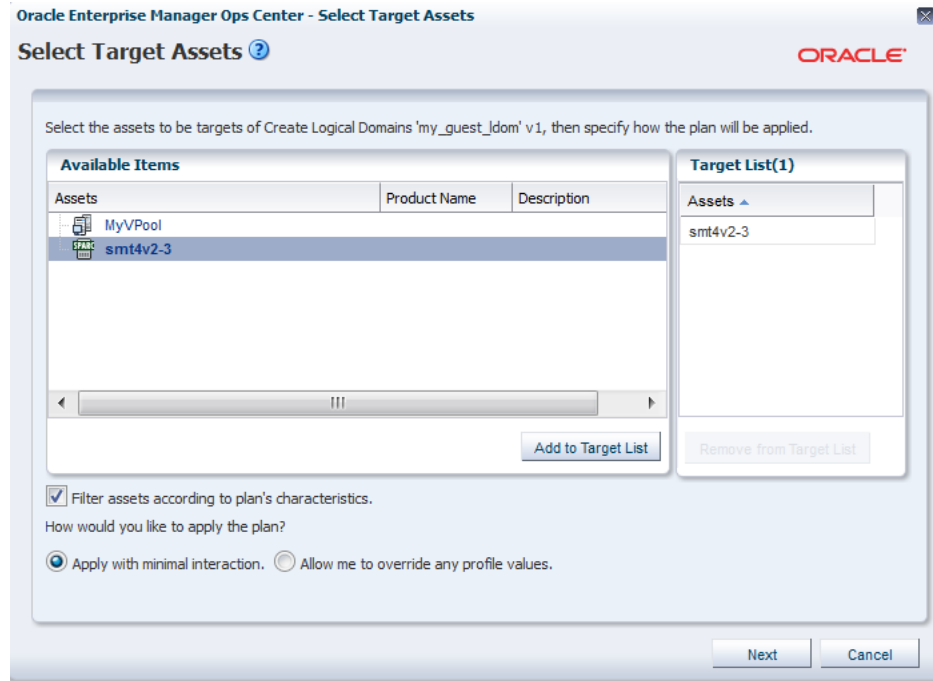 Oracle Enterprise Manager Ops Center - Select Target Assets
Select Target Assets ?
ORACLE
Select the assets to be targets of Create Logical Domains 'my_guest_ldom' v1, then specify how the plan will be applied.
Available Items
Assets Product Name Description
MyVPool
SPARC smt4v2-3
Add to Target List
Target List(1)
Assets
smt4v2-3
Remove from Target List
Filter assets according to plan's characteristics.
How would you like to apply the plan?
Apply with minimal interaction. Allow me to override any profile values.
Next Cancel